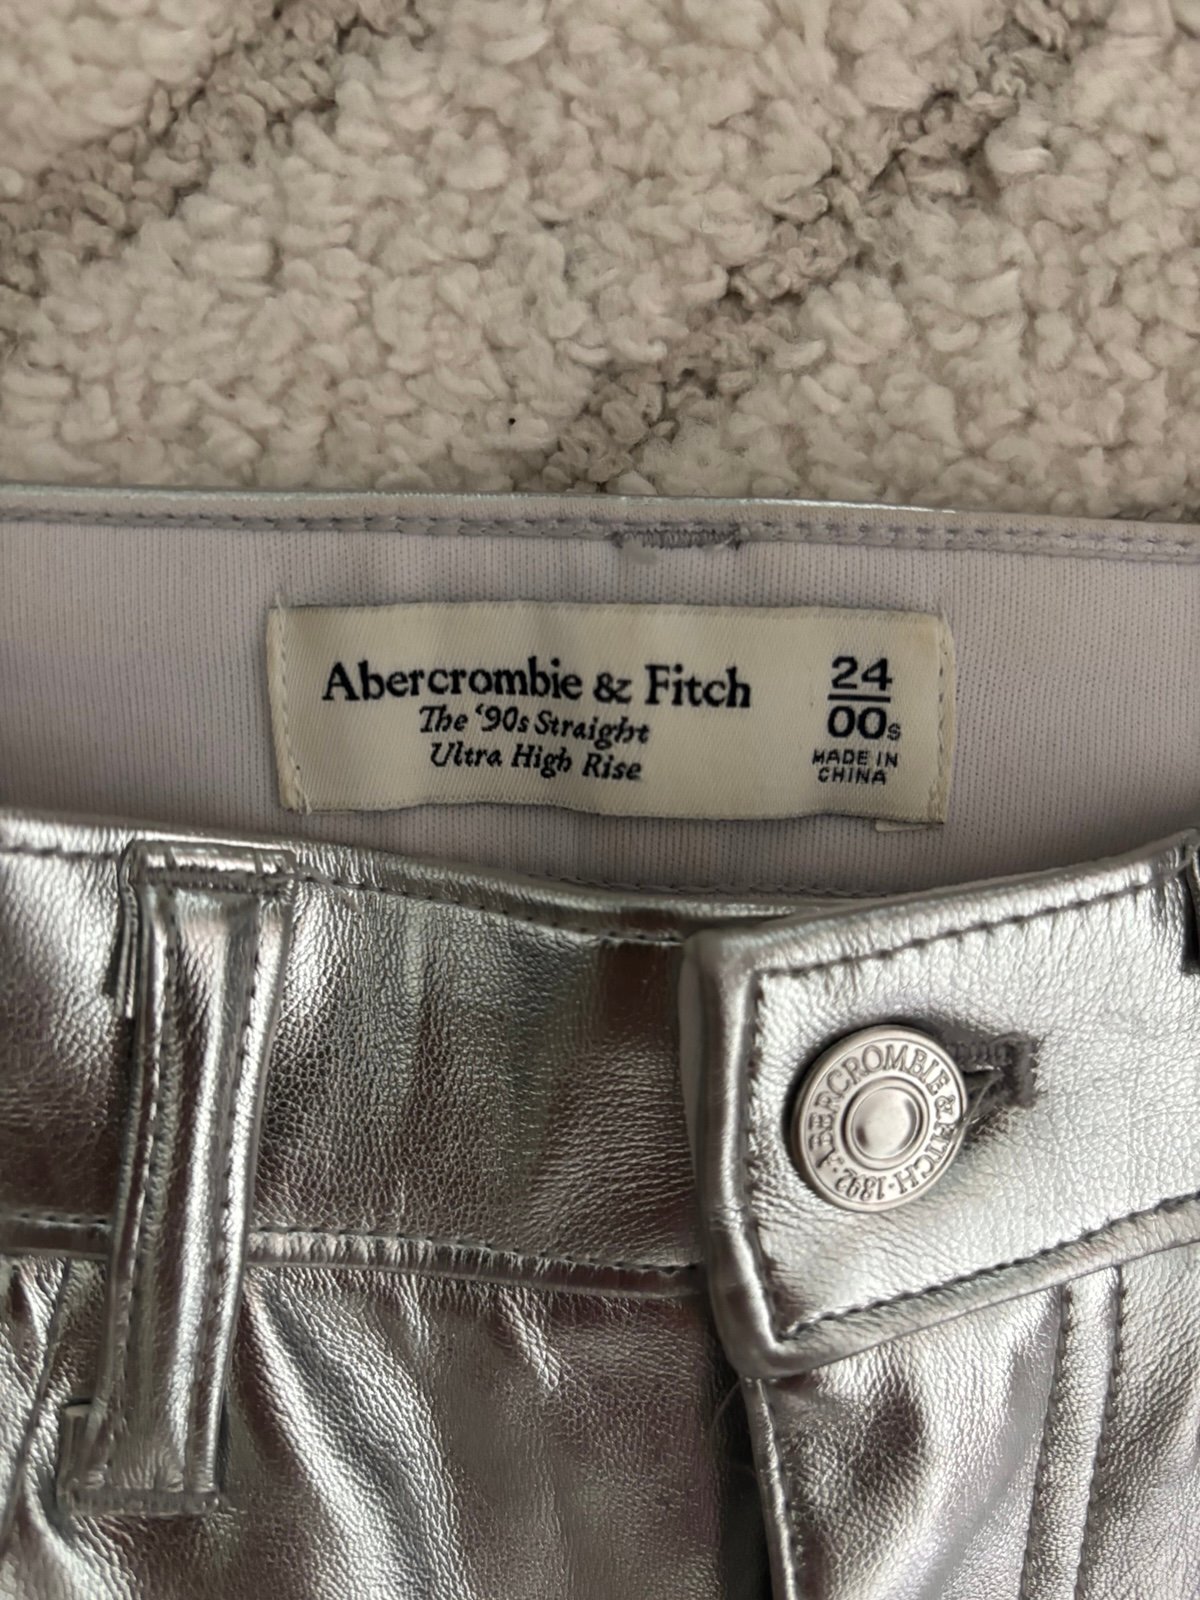 Abercrombie & Fitch
The ‘90s Straight
Ultra High Rise
24
00s
MADE IN
CHINA
ABERCROMBIE & FITCH · 1892 ·